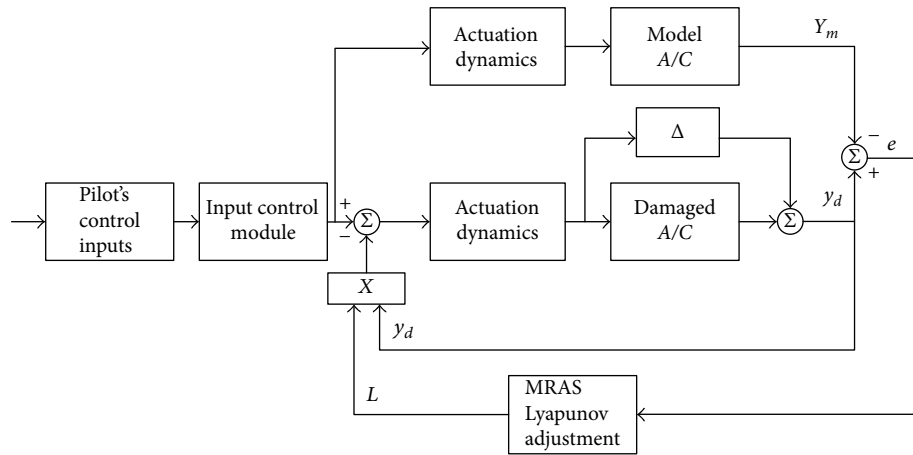 Actuation
dynamics
Model
A/C
Y_m
Δ
−
Σ
e
+
Pilot's
control
inputs
Input control
module
+
Σ
−
Actuation
dynamics
Damaged
A/C
Σ
y_d
X
y_d
L
MRAS
Lyapunov
adjustment